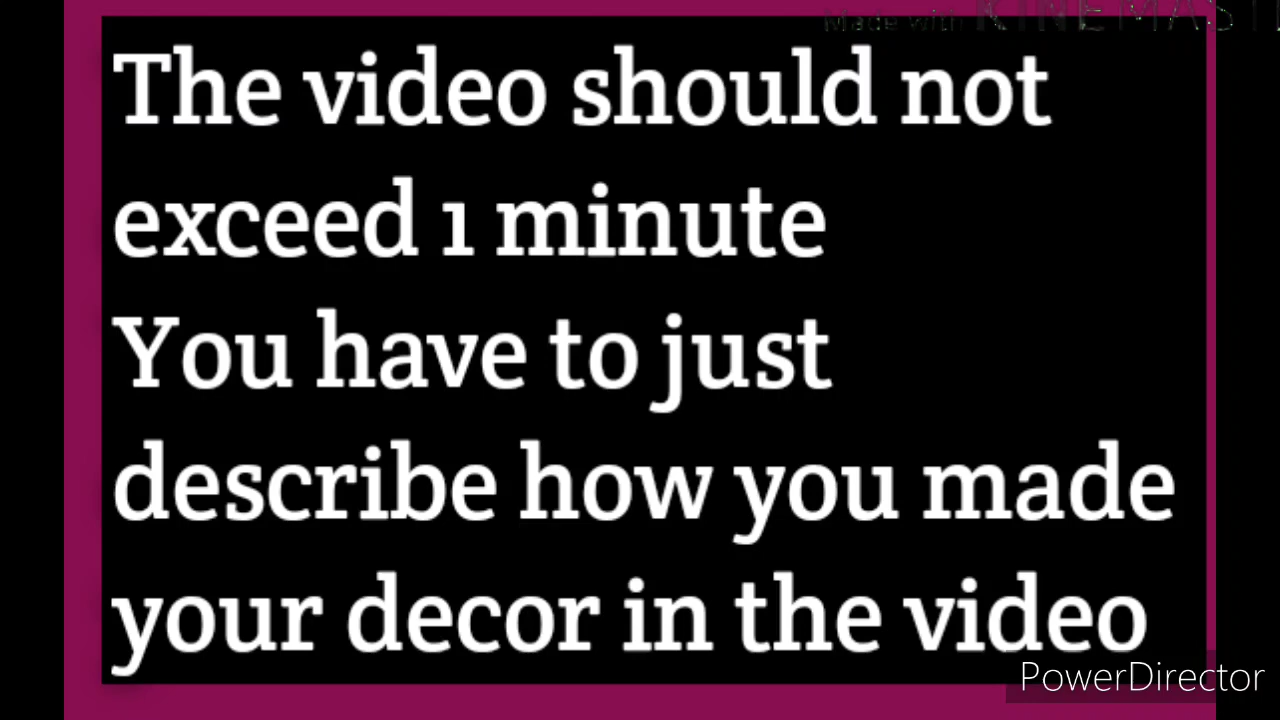 Made with KINEMAST
The video should not
exceed 1 minute
You have to just
describe how you made
your decor in the video
PowerDirector